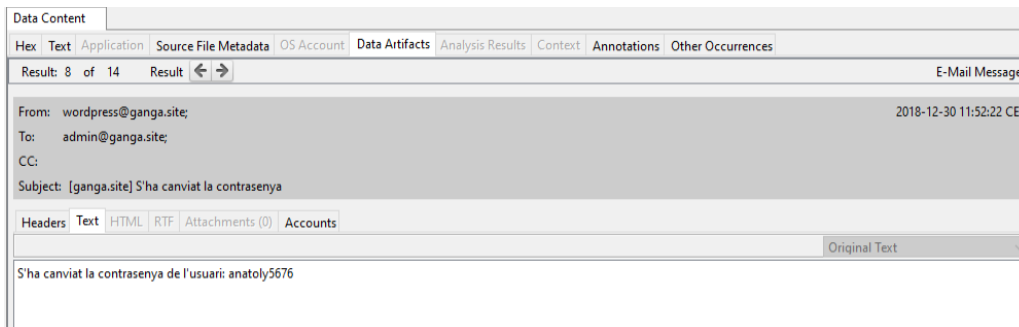 Data Content
Hex Text Application Source File Metadata OS Account Data Artifacts Analysis Results Context Annotations Other Occurrences
Result: 8 of 14 Result E-Mail Message
From: wordpress@ganga.site; 2018-12-30 11:52:22 CE
To: admin@ganga.site;
CC:
Subject: [ganga.site] S'ha canviat la contrasenya
Headers Text HTML RTF Attachments (0) Accounts
Original Text
S'ha canviat la contrasenya de l'usuari: anatoly5676